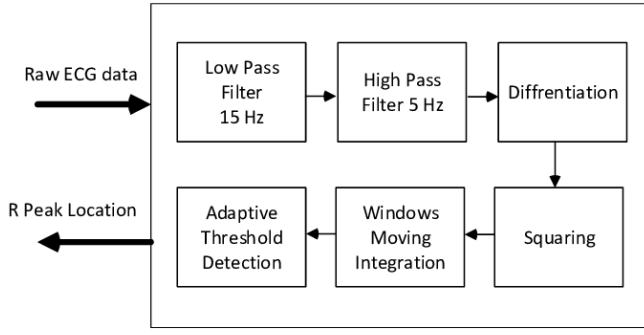 Raw ECG data
Low Pass
Filter
15 Hz
High Pass
Filter 5 Hz
Diffrentiation
R Peak Location
Adaptive
Threshold
Detection
Windows
Moving
Integration
Squaring